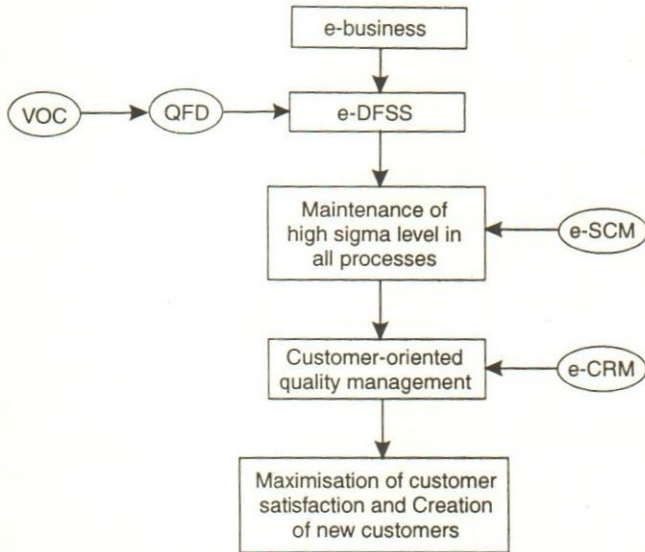 e-business
VOC
QFD
e-DFSS
Maintenance of
high sigma level in
all processes
e-SCM
Customer-oriented
quality management
e-CRM
Maximisation of customer
satisfaction and Creation
of new customers